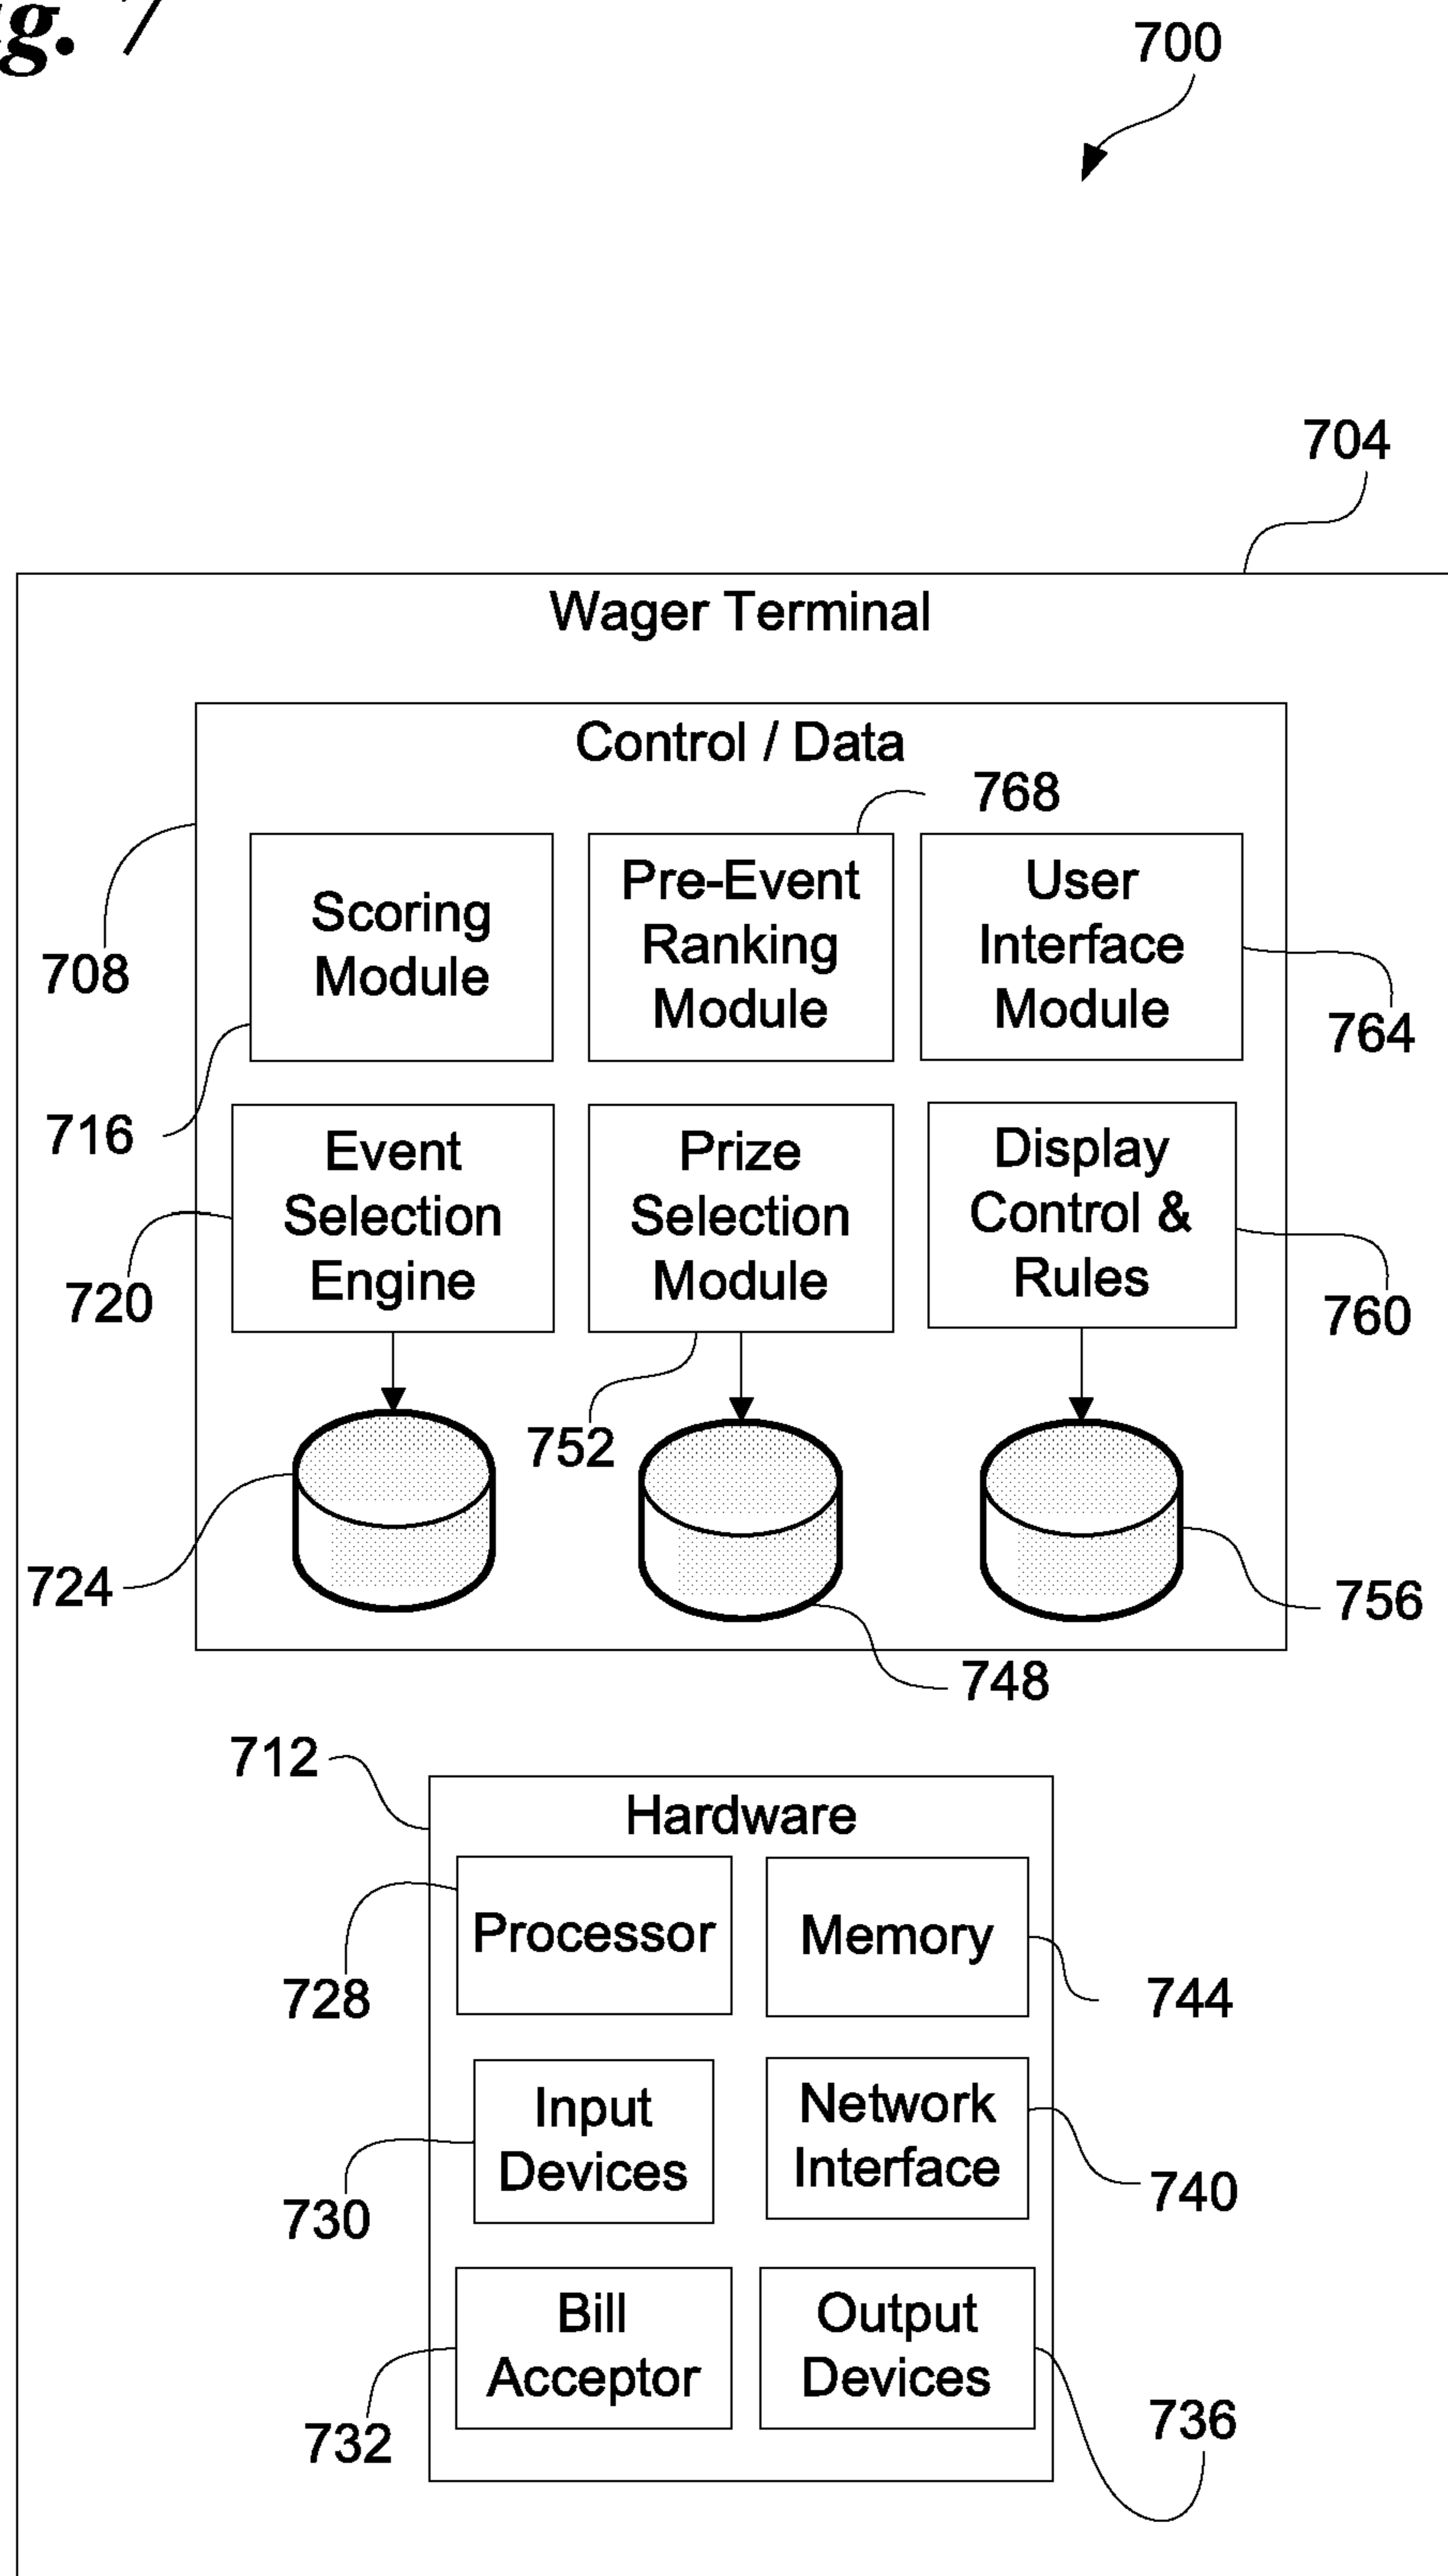 g. 7
700
704
Wager Terminal
Control / Data
768
Scoring
Module
Pre-Event
Ranking
Module
User
Interface
Module
708
764
716
Event
Selection
Engine
Prize
Selection
Module
Display
Control &
Rules
720
760
752
724
756
748
712
Hardware
Processor
Memory
728
744
Input
Devices
Network
Interface
730
740
Bill
Acceptor
Output
Devices
732
736